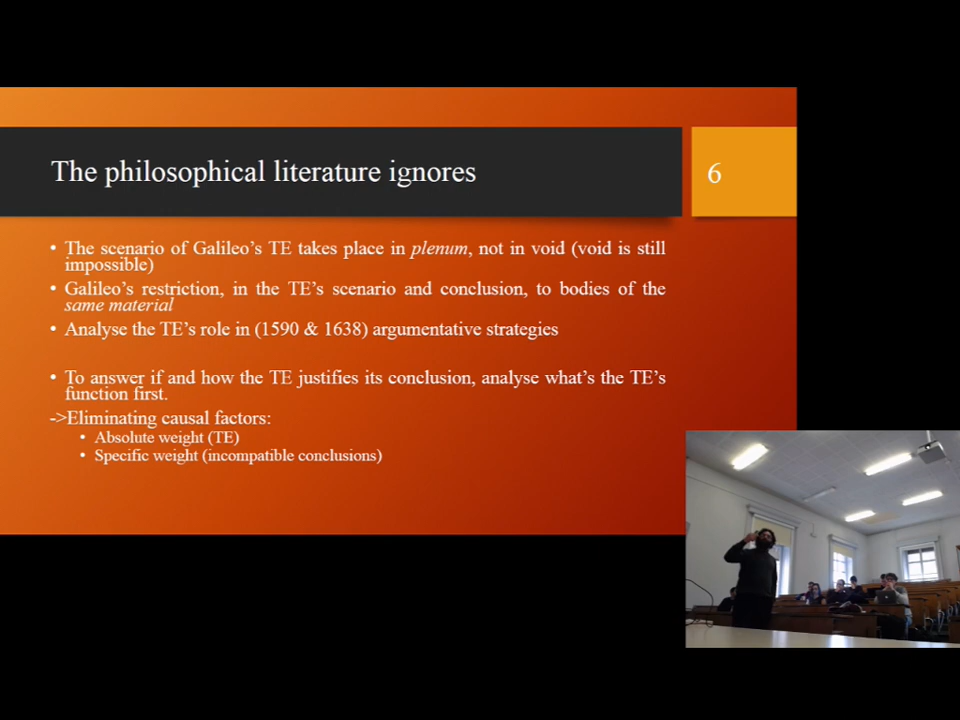 The philosophical literature ignores
6
• The scenario of Galileo's TE takes place in plenum, not in void (void is still
impossible)
• Galileo's restriction, in the TE's scenario and conclusion, to bodies of the
same material
• Analyse the TE's role in (1590 & 1638) argumentative strategies
• To answer if and how the TE justifies its conclusion, analyse what's the TE's
function first.
->Eliminating causal factors:
• Absolute weight (TE)
• Specific weight (incompatible conclusions)